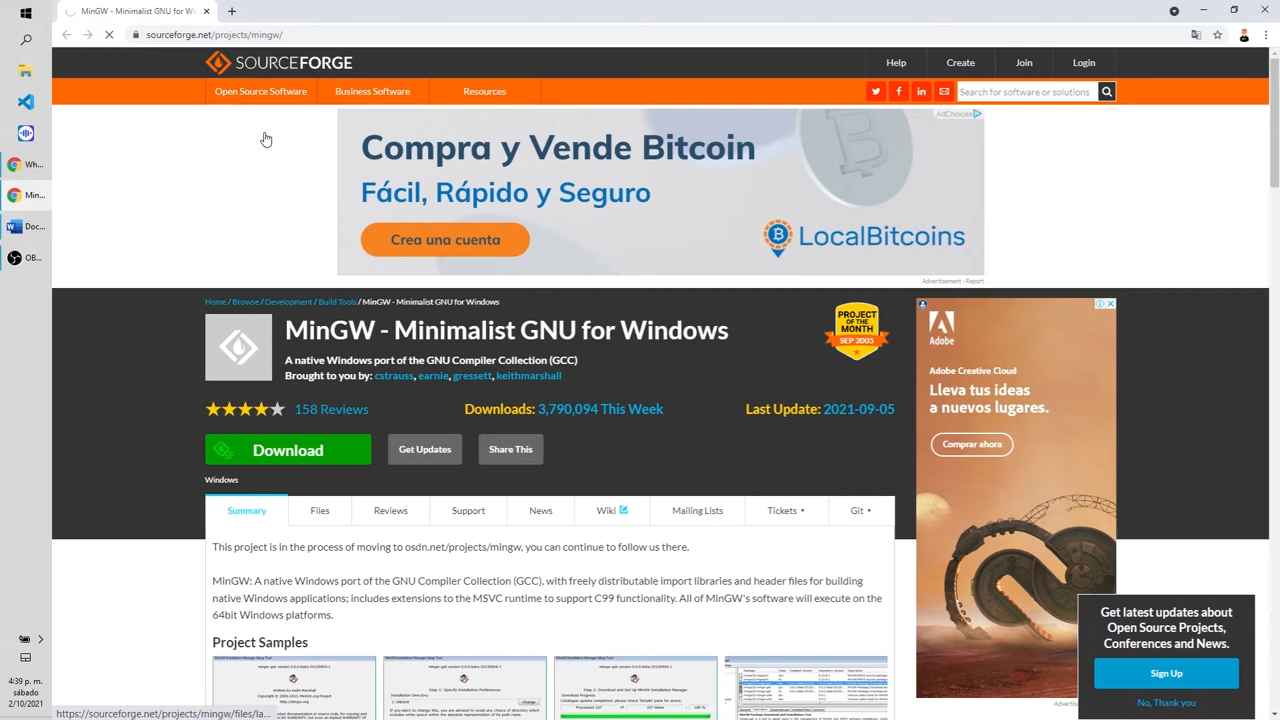 MinGW - Minimalist GNU for Win
sourceforge.net/projects/mingw/
SOURCEFORGE
Help
Create
Join
Login
Open Source Software
Business Software
Resources
Search for software or solutions
AdChoices
Compra y Vende Bitcoin
Fácil, Rápido y Seguro
Crea una cuenta
LocalBitcoins
Advertisement - Report
Home / Browse / Development / Build Tools / MinGW - Minimalist GNU for Windows
MinGW - Minimalist GNU for Windows
A native Windows port of the GNU Compiler Collection (GCC)
Brought to you by: cstrauss, earnie, gressett, keithmarshall
PROJECT
OF THE
MONTH
SEP 2005
158 Reviews
Downloads: 3,790,094 This Week
Last Update: 2021-09-05
Download
Get Updates
Share This
Windows
Summary
Files
Reviews
Support
News
Wiki
Mailing Lists
Tickets
Git
This project is in the process of moving to osdn.net/projects/mingw, you can continue to follow us there.
MinGW: A native Windows port of the GNU Compiler Collection (GCC), with freely distributable import libraries and header files for building
native Windows applications; includes extensions to the MSVC runtime to support C99 functionality. All of MinGW's software will execute on the
64bit Windows platforms.
Project Samples
Adobe
Adobe Creative Cloud
Lleva tus ideas
a nuevos lugares.
Comprar ahora
Get latest updates about
Open Source Projects,
Conferences and News.
Sign Up
No, Thank you
Wh...
Min...
Doc...
OB...
sábado